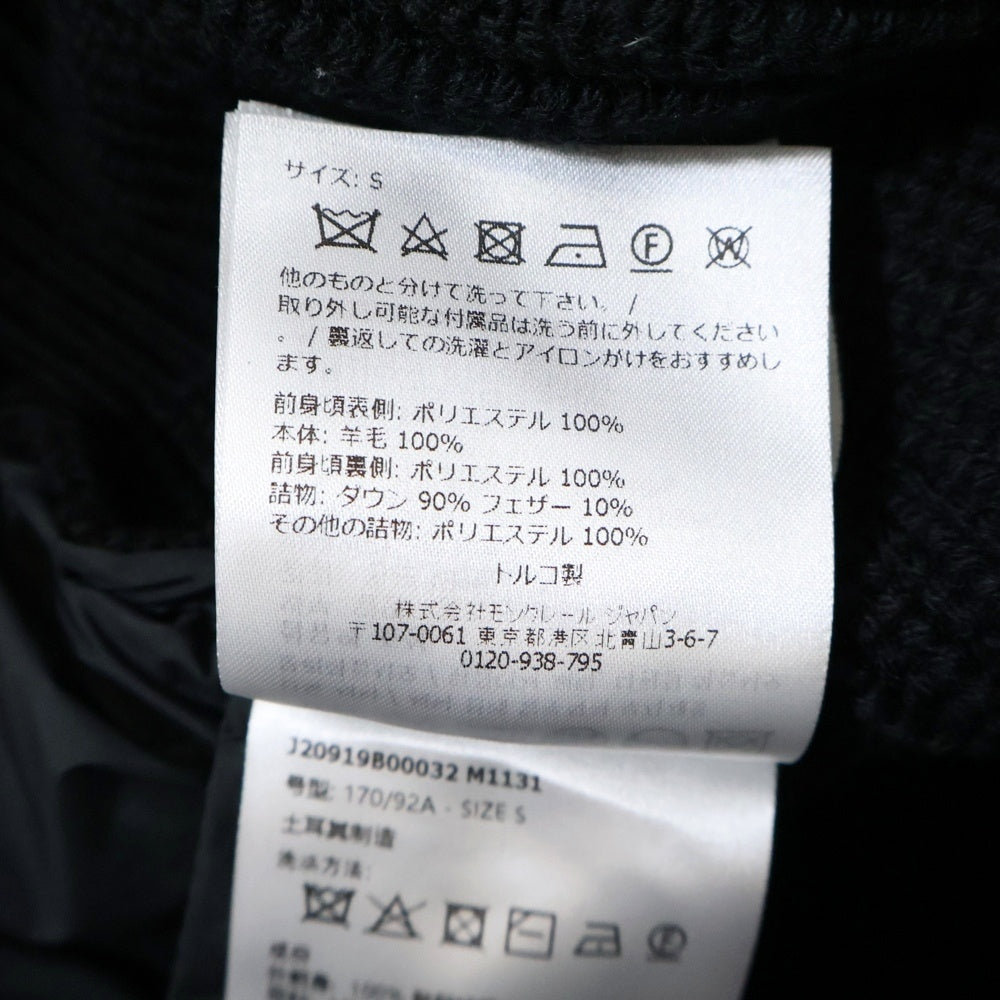 サイズ: S
F W
他のものと分けて洗って下さい。 /
取り外し可能な付属品は洗う前に外してください
。 / 裏返しての洗濯とアイロンがけをおすすめし
ます。
前身頃表側: ポリエステル 100%
本体: 羊毛 100%
前身頃裏側: ポリエステル 100%
詰物: ダウン 90% フェザー 10%
その他の詰物: ポリエステル 100%
トルコ製
株式会社モンクレール ジャパン
〒107-0061 東京都港区北青山3-6-7
0120-938-795
J20919B00032 M1131
号型: 170/92A - SIZE S
土耳其制造
洗涤方法: